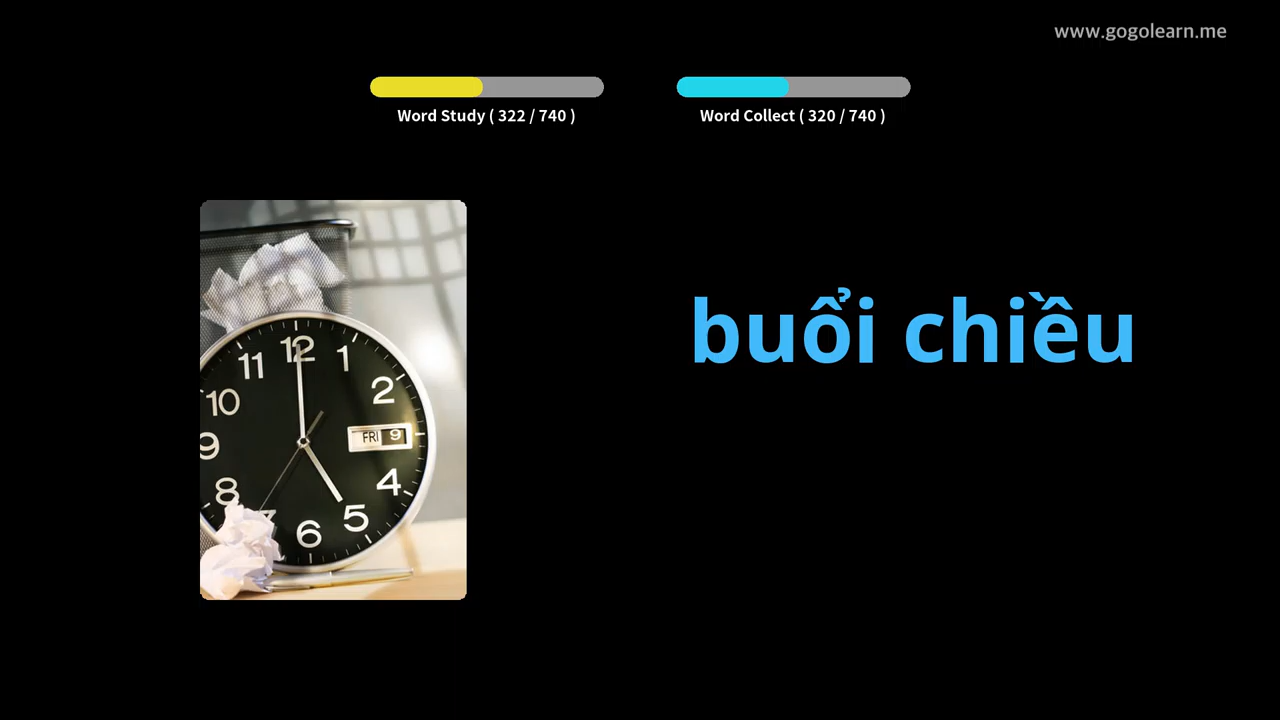 www.gogolearn.me
Word Study ( 322 / 740 )
Word Collect ( 320 / 740 )
buổi chiều
12
11
1
10
2
9
FRI 9
8
4
7
5
6